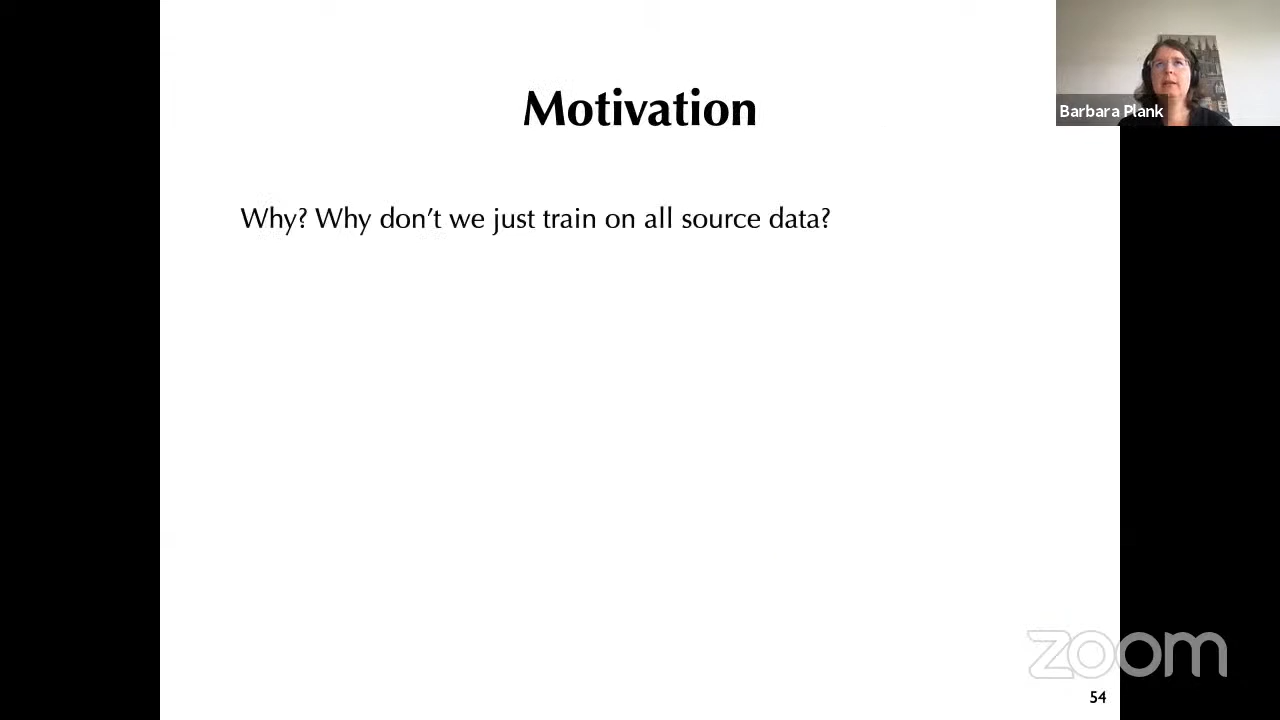 Motivation
Barbara Plank
Why? Why don't we just train on all source data?
zoom
54